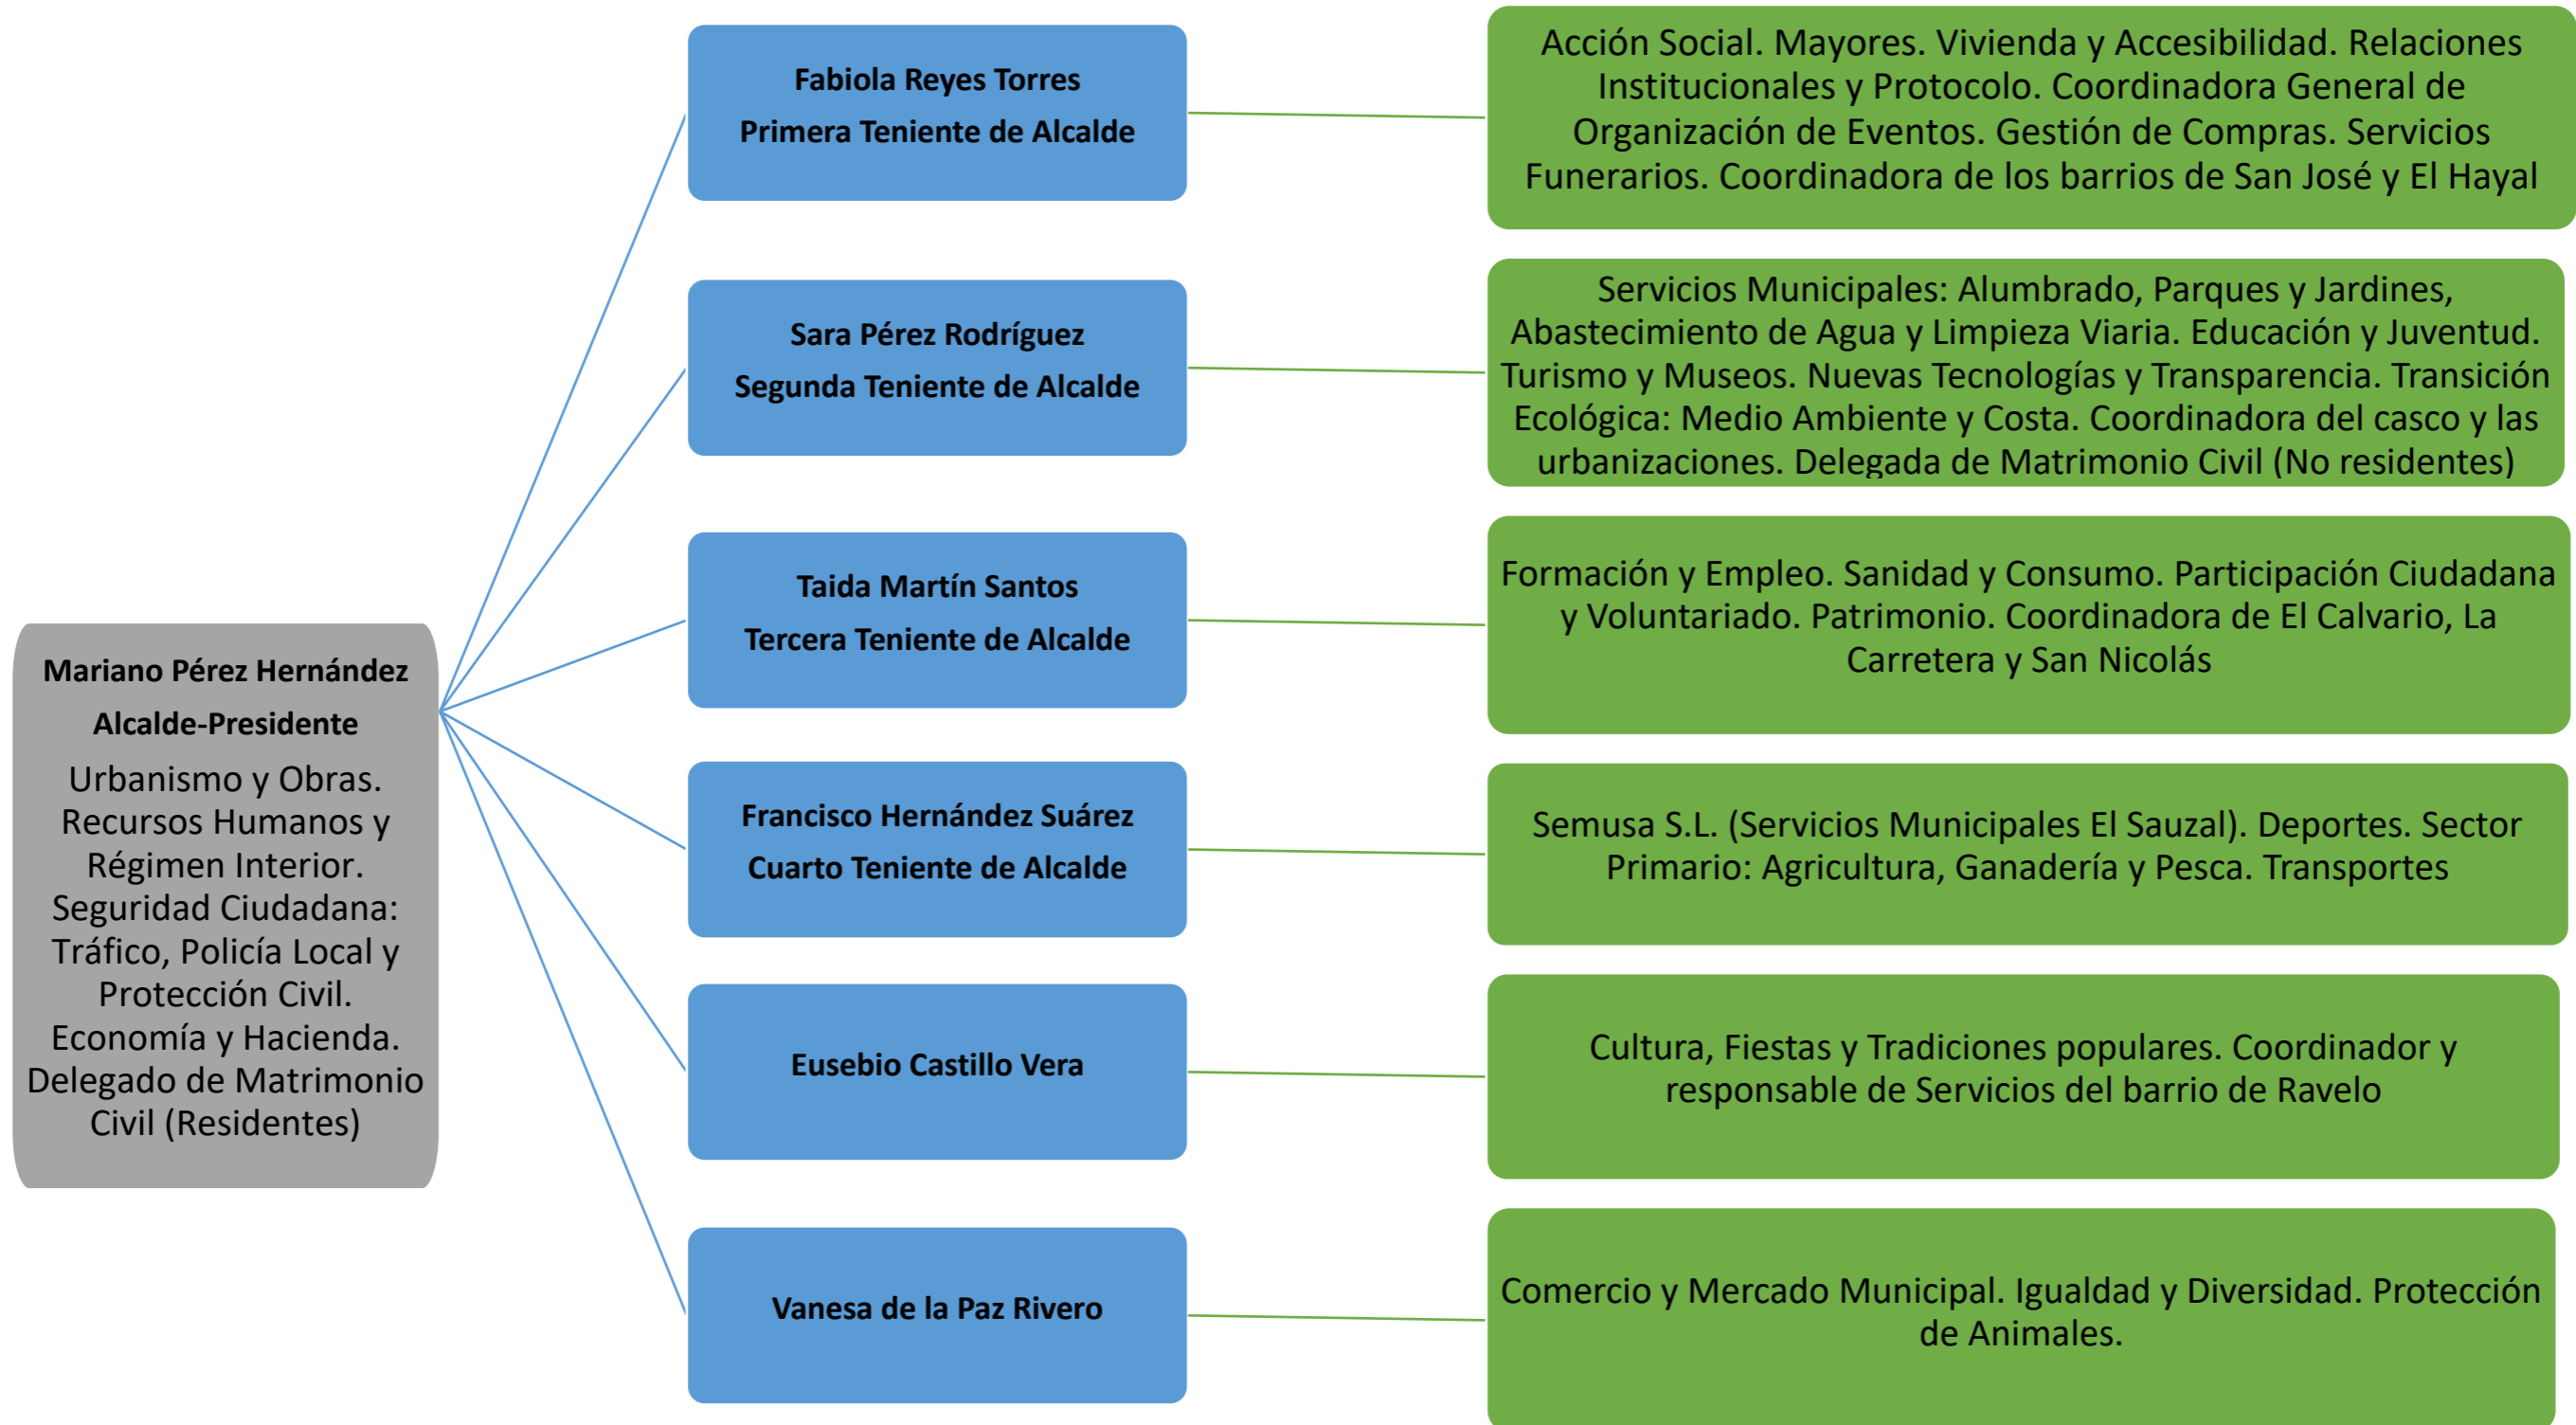 Mariano Pérez Hernández
Alcalde-Presidente
Urbanismo y Obras.
Recursos Humanos y
Régimen Interior.
Seguridad Ciudadana:
Tráfico, Policía Local y
Protección Civil.
Economía y Hacienda.
Delegado de Matrimonio
Civil (Residentes)
Fabiola Reyes Torres
Primera Teniente de Alcalde
Acción Social. Mayores. Vivienda y Accesibilidad. Relaciones
Institucionales y Protocolo. Coordinadora General de
Organización de Eventos. Gestión de Compras. Servicios
Funerarios. Coordinadora de los barrios de San José y El Hayal
Sara Pérez Rodríguez
Segunda Teniente de Alcalde
Servicios Municipales: Alumbrado, Parques y Jardines,
Abastecimiento de Agua y Limpieza Viaria. Educación y Juventud.
Turismo y Museos. Nuevas Tecnologías y Transparencia. Transición
Ecológica: Medio Ambiente y Costa. Coordinadora del casco y las
urbanizaciones. Delegada de Matrimonio Civil (No residentes)
Taida Martín Santos
Tercera Teniente de Alcalde
Formación y Empleo. Sanidad y Consumo. Participación Ciudadana
y Voluntariado. Patrimonio. Coordinadora de El Calvario, La
Carretera y San Nicolás
Francisco Hernández Suárez
Cuarto Teniente de Alcalde
Semusa S.L. (Servicios Municipales El Sauzal). Deportes. Sector
Primario: Agricultura, Ganadería y Pesca. Transportes
Eusebio Castillo Vera
Cultura, Fiestas y Tradiciones populares. Coordinador y
responsable de Servicios del barrio de Ravelo
Vanesa de la Paz Rivero
Comercio y Mercado Municipal. Igualdad y Diversidad. Protección
de Animales.